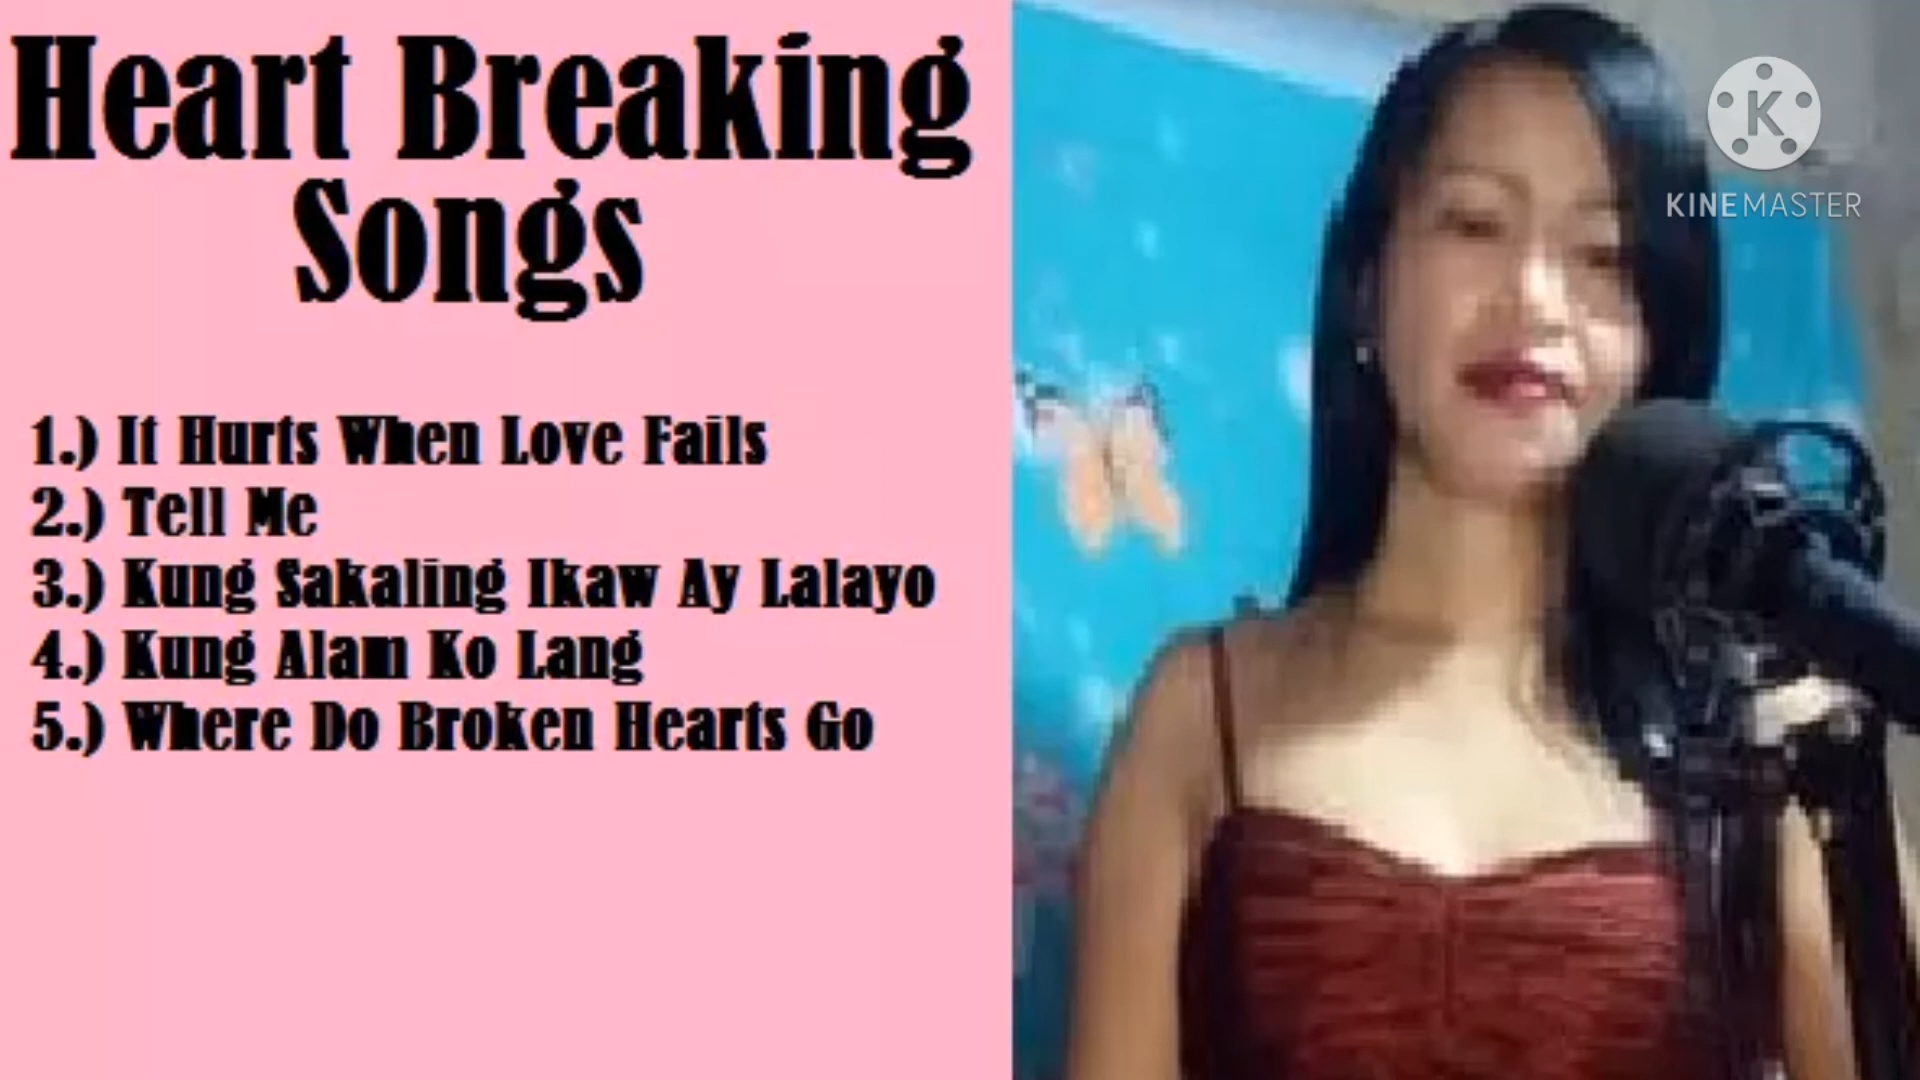 Heart Breaking
Songs
1.) It Hurts When Love Fails
2.) Tell Me
3.) Kung Sakaling Ikaw Ay Lalayo
4.) Kung Alam Ko Lang
5.) Where Do Broken Hearts Go
K
KINEMASTER